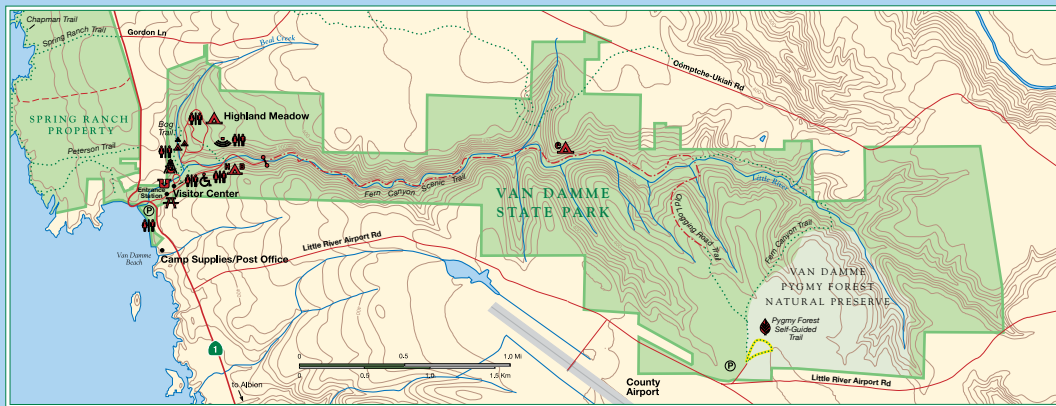 Chapman Trail
Spring Ranch Trail
Gordon Ln
Beal Creek
Comptche-Ukiah Rd
SPRING RANCH
PROPERTY
Bog
Trail
Highland Meadow
Peterson Trail
H
B
e
Entrance
Station
Visitor Center
P
Fern Canyon Scenic Trail
VAN DAMME
STATE PARK
Little River
Old Logging Road Trail
Fern Canyon Trail
Little River Airport Rd
Van Damme
Beach
Camp Supplies/Post Office
VAN DAMME
PYGMY FOREST
NATURAL PRESERVE
Pygmy Forest
Self-Guided
Trail
1
0 0.5 1.0 Mi
0 0.5 1.0 1.5 Km
P
to Albion
County
Airport
Little River Airport Rd